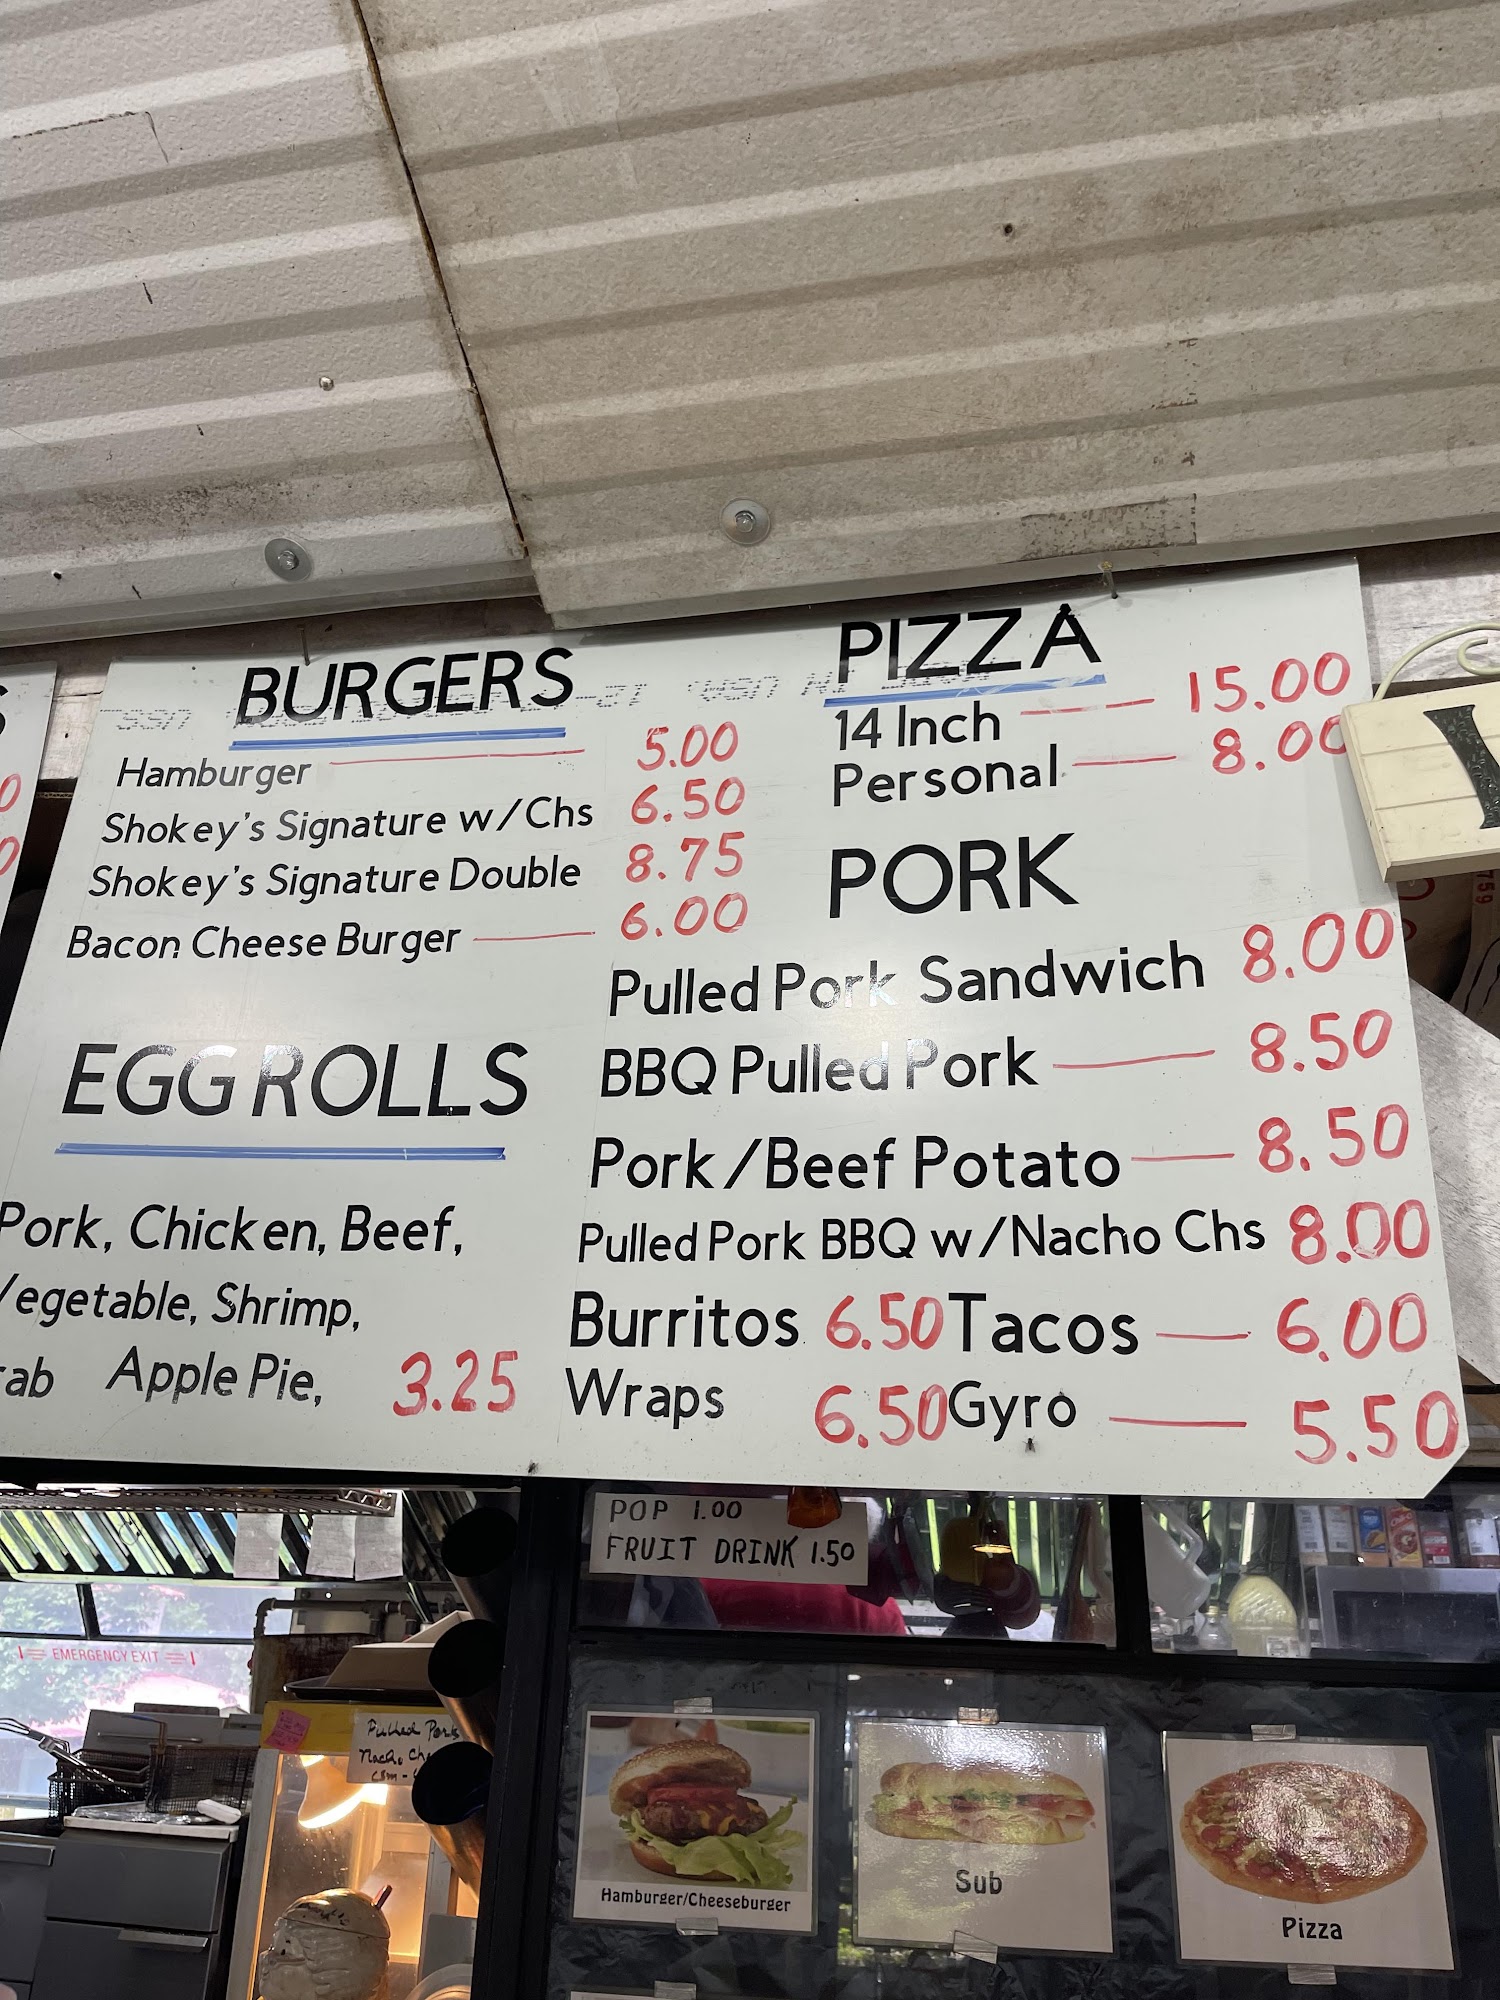 BURGERS
Hamburger 5.00
Shokey's Signature w/Chs 6.50
Shokey's Signature Double 8.75
Bacon Cheese Burger 6.00
EGG ROLLS
Pork, Chicken, Beef,
Vegetable, Shrimp,
rab Apple Pie, 3.25
PIZZA
14 Inch 15.00
Personal 8.00
PORK
Pulled Pork Sandwich 8.00
BBQ Pulled Pork 8.50
Pork/Beef Potato 8.50
Pulled Pork BBQ w/Nacho Chs 8.00
Burritos 6.50 Tacos 6.00
Wraps 6.50 Gyro 5.50
POP 1.00
FRUIT DRINK 1.50
EMERGENCY EXIT
Pulled Pork
Nacho
Hamburger/Cheeseburger
Sub
Pizza